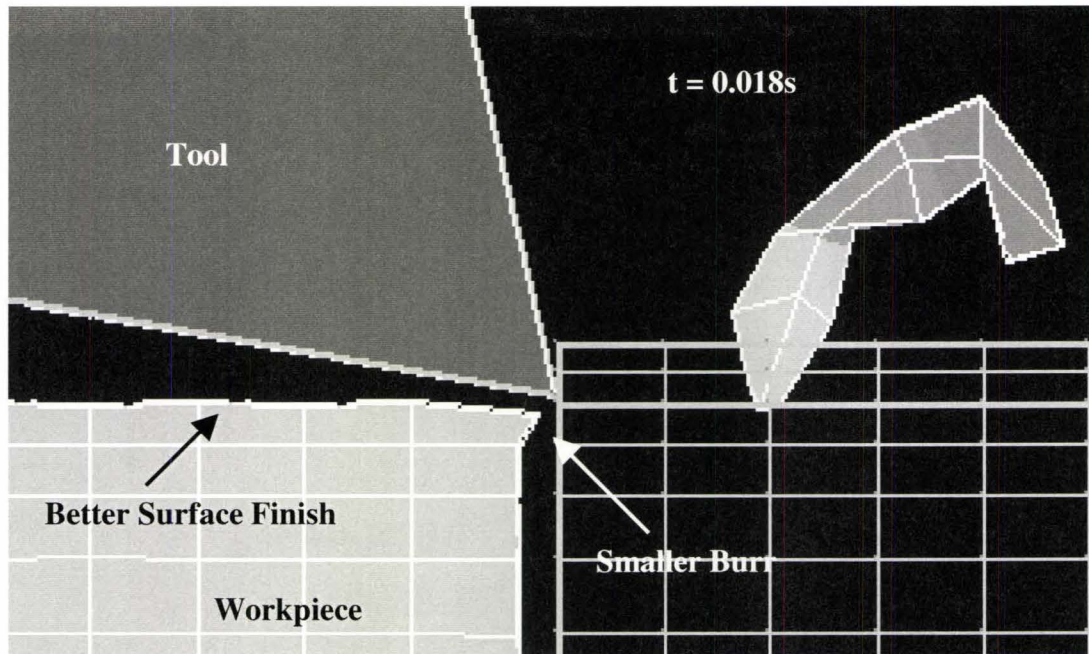 t = 0.018s
Tool
Better Surface Finish
Smaller Burr
Workpiece